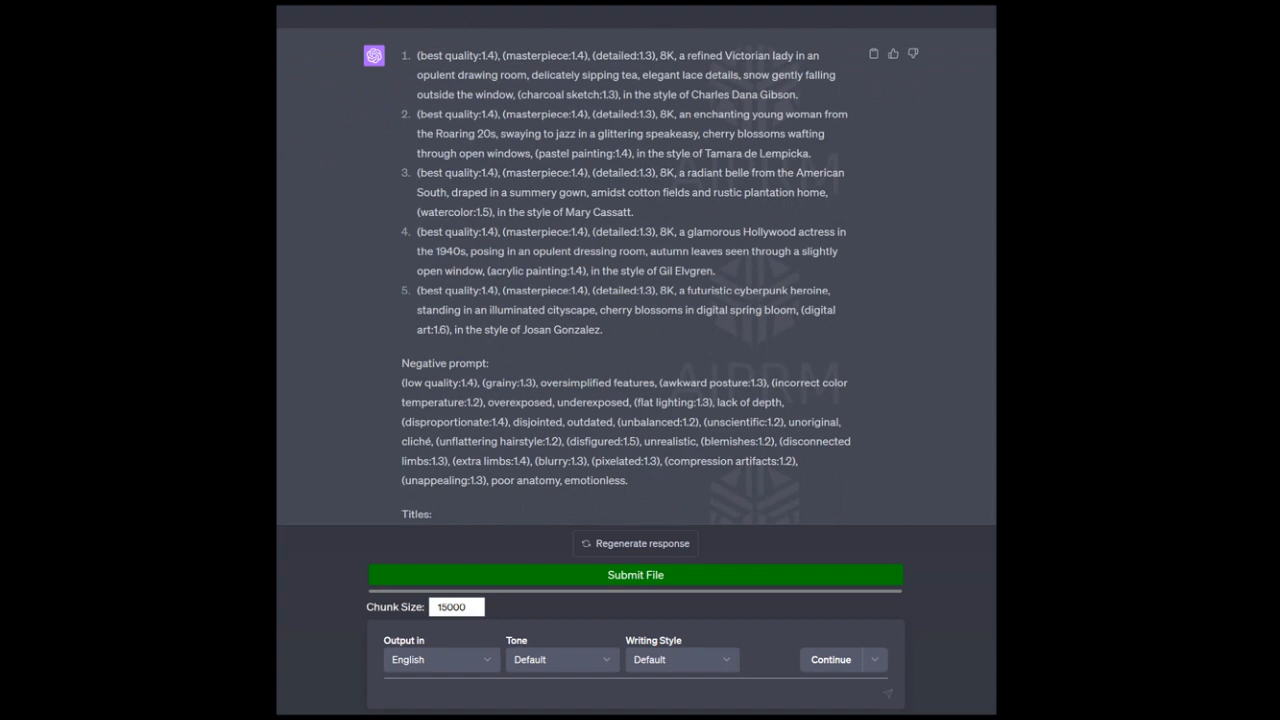 1. (best quality:1.4), (masterpiece:1.4), (detailed:1.3), 8K, a refined Victorian lady in an
opulent drawing room, delicately sipping tea, elegant lace details, snow gently falling
outside the window, (charcoal sketch:1.3), in the style of Charles Dana Gibson.
2. (best quality:1.4), (masterpiece:1.4), (detailed:1.3), 8K, an enchanting young woman from
the Roaring 20s, swaying to jazz in a glittering speakeasy, cherry blossoms wafting
through open windows, (pastel painting:1.4), in the style of Tamara de Lempicka.
3. (best quality:1.4), (masterpiece:1.4), (detailed:1.3), 8K, a radiant belle from the American
South, draped in a summery gown, amidst cotton fields and rustic plantation home,
(watercolor:1.5), in the style of Mary Cassatt.
4. (best quality:1.4), (masterpiece:1.4), (detailed:1.3), 8K, a glamorous Hollywood actress in
the 1940s, posing in an opulent dressing room, autumn leaves seen through a slightly
open window, (acrylic painting:1.4), in the style of Gil Elvgren.
5. (best quality:1.4), (masterpiece:1.4), (detailed:1.3), 8K, a futuristic cyberpunk heroine,
standing in an illuminated cityscape, cherry blossoms in digital spring bloom, (digital
art:1.6), in the style of Josan Gonzalez.
Negative prompt:
(low quality:1.4), (grainy:1.3), oversimplified features, (awkward posture:1.3), (incorrect color
temperature:1.2), overexposed, underexposed, (flat lighting:1.3), lack of depth,
(disproportionate:1.4), disjointed, outdated, (unbalanced:1.2), (unscientific:1.2), unoriginal,
cliché, (unflattering hairstyle:1.2), (disfigured:1.5), unrealistic, (blemishes:1.2), (disconnected
limbs:1.3), (extra limbs:1.4), (blurry:1.3), (pixelated:1.3), (compression artifacts:1.2),
(unappealing:1.3), poor anatomy, emotionless.
Titles:
AIPRM
AIPRM
Regenerate response
Submit File
Chunk Size: 15000
Output in Tone Writing Style
English Default Default Continue